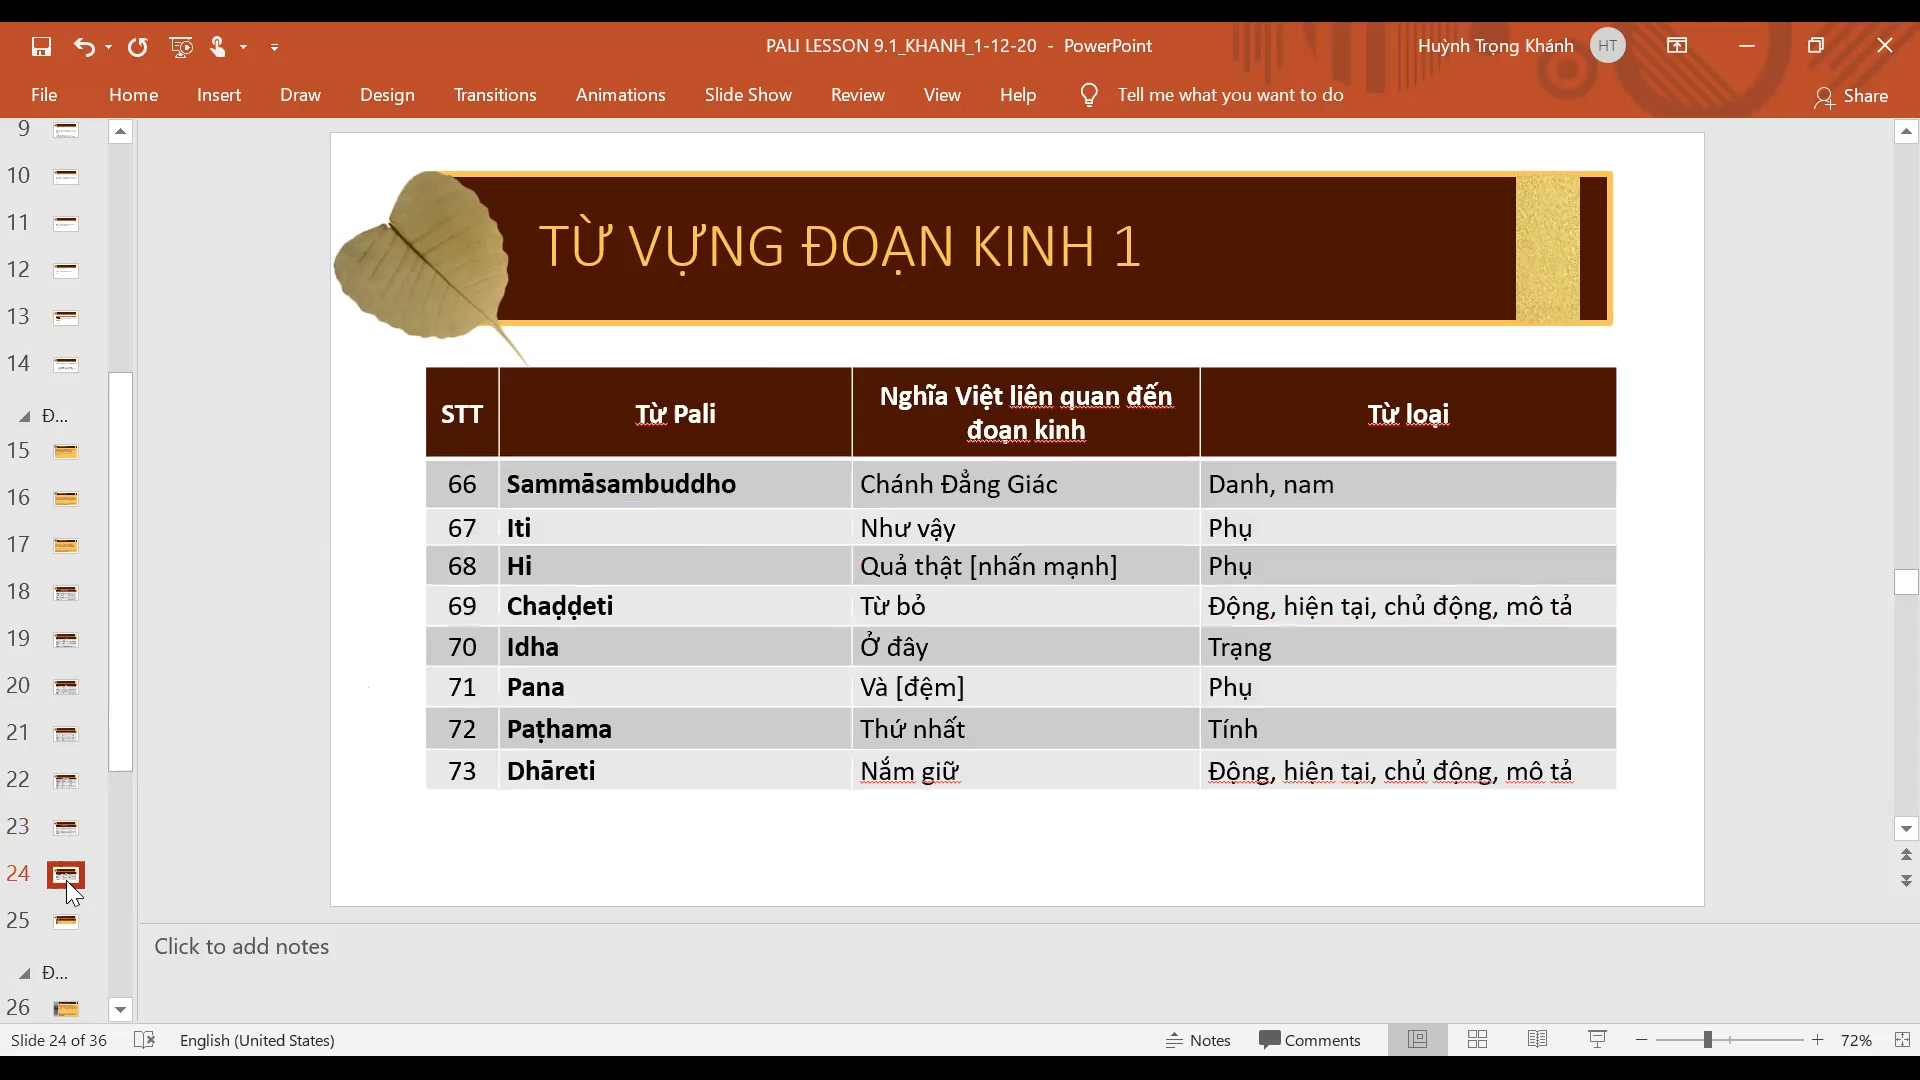 PALI LESSON 9.1_KHANH_1-12-20 - PowerPoint
Huỳnh Trọng Khánh HT
File Home Insert Draw Design Transitions Animations Slide Show Review View Help Tell me what you want to do Share
9
10
11
12
13
14
Đ...
15
16
17
18
19
20
21
22
23
24
25
Đ...
26
TỪ VỰNG ĐOẠN KINH 1
STT Từ Pali Nghĩa Việt liên quan đến đoạn kinh Từ loại
66 Sammāsambuddho Chánh Đẳng Giác Danh, nam
67 Iti Như vậy Phụ
68 Hi Quả thật [nhấn mạnh] Phụ
69 Chaḍḍeti Từ bỏ Động, hiện tại, chủ động, mô tả
70 Idha Ở đây Trạng
71 Pana Và [đệm] Phụ
72 Paṭhama Thứ nhất Tính
73 Dhāreti Nắm giữ Động, hiện tại, chủ động, mô tả
Click to add notes
Slide 24 of 36 English (United States) Notes Comments 72%